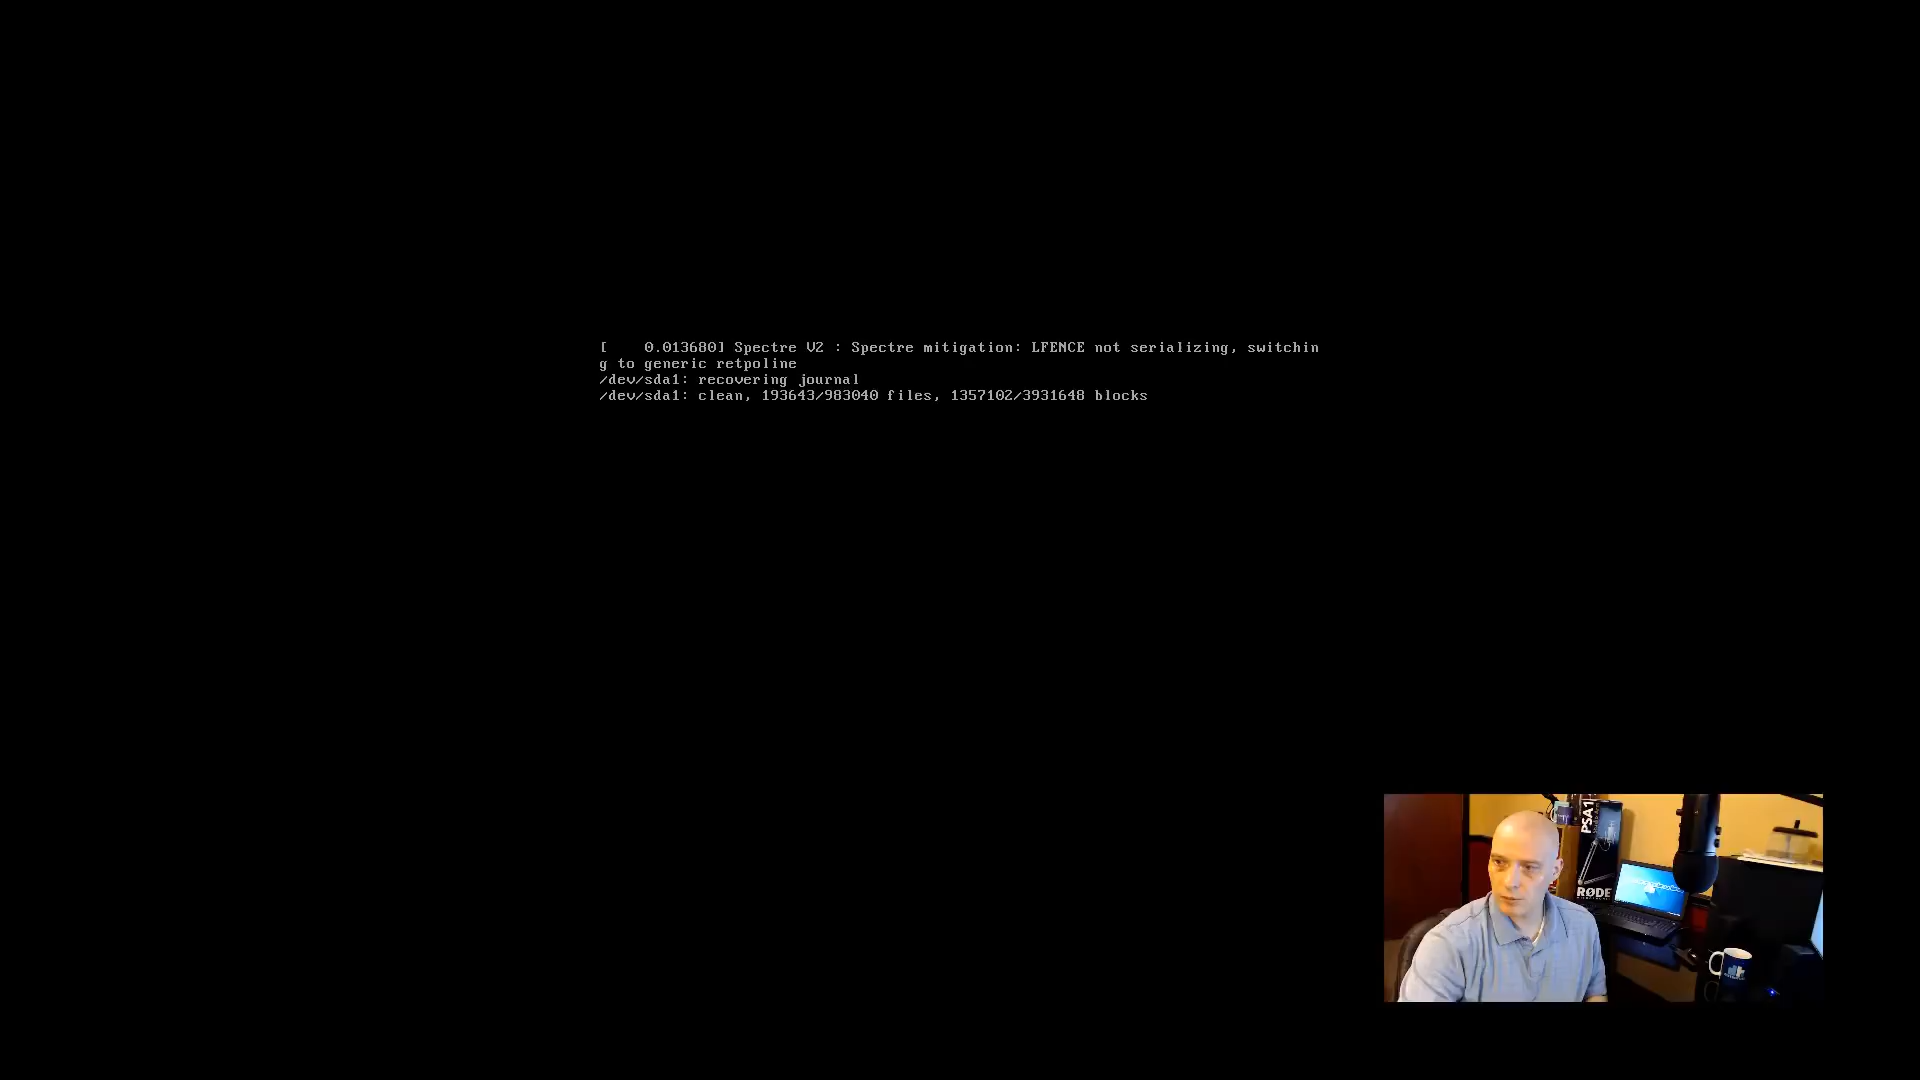 [    0.013680] Spectre V2 : Spectre mitigation: LFENCE not serializing, switchin
g to generic retpoline
/dev/sda1: recovering journal
/dev/sda1: clean, 193643/983040 files, 1357102/3931648 blocks
PSA1
RØDE